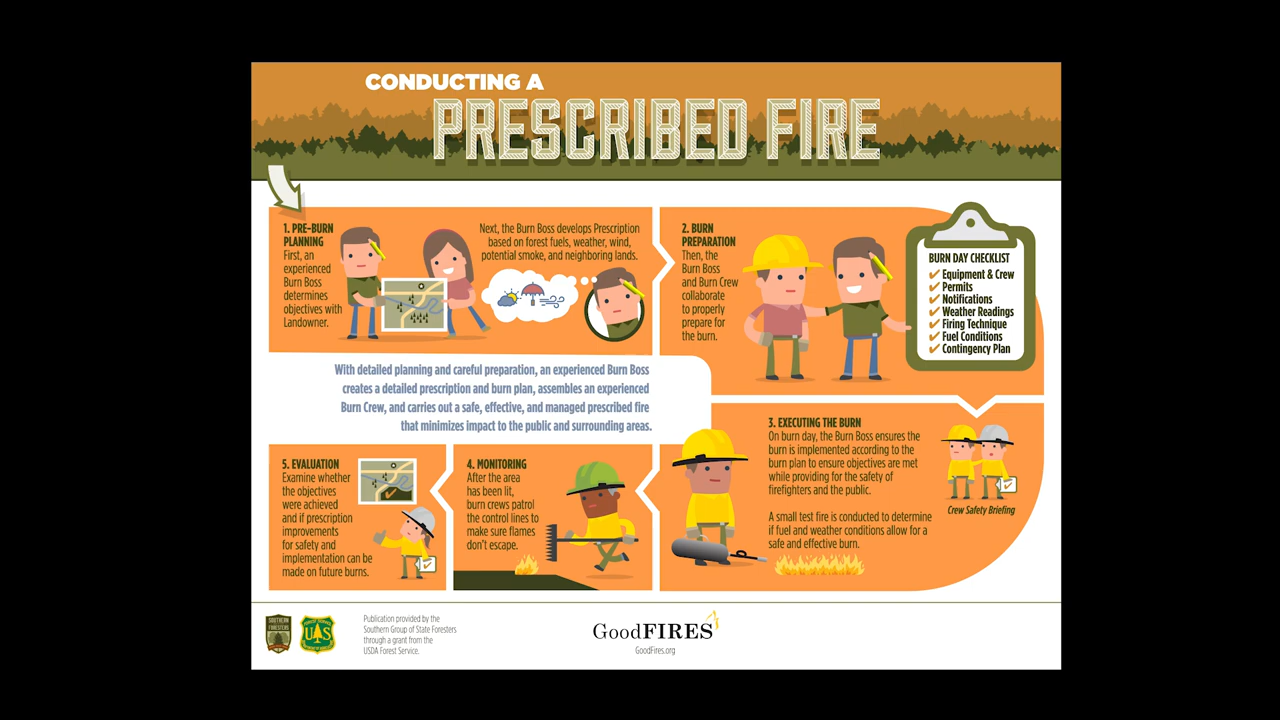 CONDUCTING A
PRESCRIBED FIRE
1. PRE-BURN
PLANNING
First, an
experienced
Burn Boss
determines
objectives with
Landowner.
Next, the Burn Boss develops Prescription
based on forest fuels, weather, wind,
potential smoke, and neighboring lands.
2. BURN
PREPARATION
Then, the
Burn Boss
and Burn Crew
collaborate
to properly
prepare for
the burn.
BURN DAY CHECKLIST
Equipment & Crew
Permits
Notifications
Weather Readings
Firing Technique
Fuel Conditions
Contingency Plan
With detailed planning and careful preparation, an experienced Burn Boss
creates a detailed prescription and burn plan, assembles an experienced
Burn Crew, and carries out a safe, effective, and managed prescribed fire
that minimizes impact to the public and surrounding areas.
3. EXECUTING THE BURN
On burn day, the Burn Boss ensures the
burn is implemented according to the
burn plan to ensure objectives are met
while providing for the safety of
firefighters and the public.
A small test fire is conducted to determine
if fuel and weather conditions allow for a
safe and effective burn.
Crew Safety Briefing
4. MONITORING
After the area
has been lit,
burn crews patrol
the control lines to
make sure flames
don't escape.
5. EVALUATION
Examine whether
the objectives
were achieved
and if prescription
improvements
for safety and
implementation can be
made on future burns.
SOUTHERN
FORESTERS
UAS
Publication provided by the
Southern Group of State Foresters
through a grant from the
USDA Forest Service.
GoodFIRES
GoodFires.org